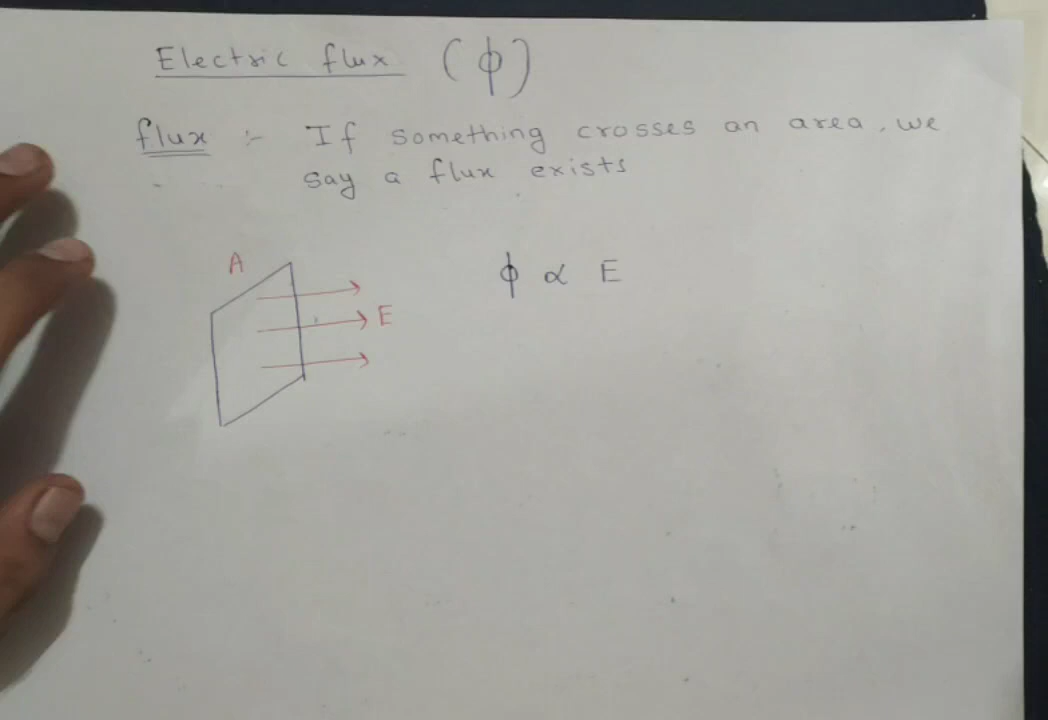 Electric flux (ϕ)
flux :- If something crosses an area, we
say a flux exists
A
ϕ ∝ E
E